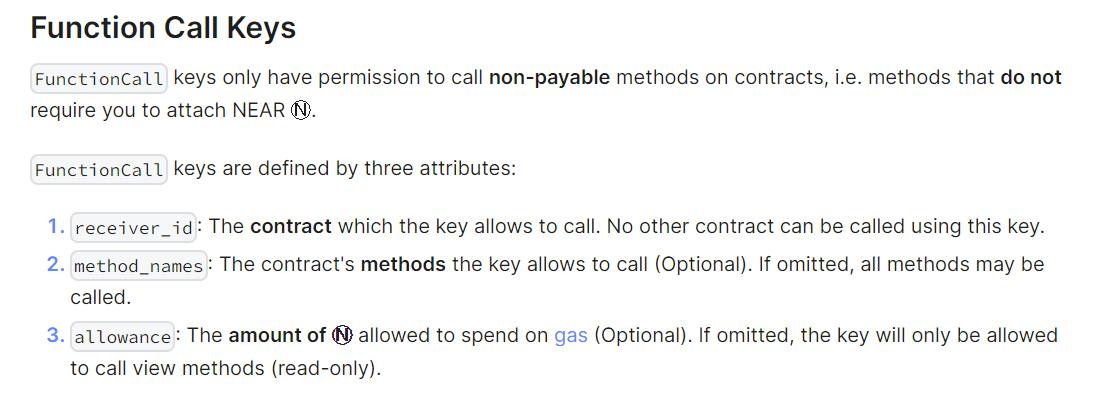 Function Call Keys
FunctionCall keys only have permission to call non-payable methods on contracts, i.e. methods that do not
require you to attach NEAR Ⓝ.
FunctionCall keys are defined by three attributes:
1. receiver_id: The contract which the key allows to call. No other contract can be called using this key.
2. method_names: The contract's methods the key allows to call (Optional). If omitted, all methods may be
called.
3. allowance: The amount of Ⓝ allowed to spend on gas (Optional). If omitted, the key will only be allowed
to call view methods (read-only).